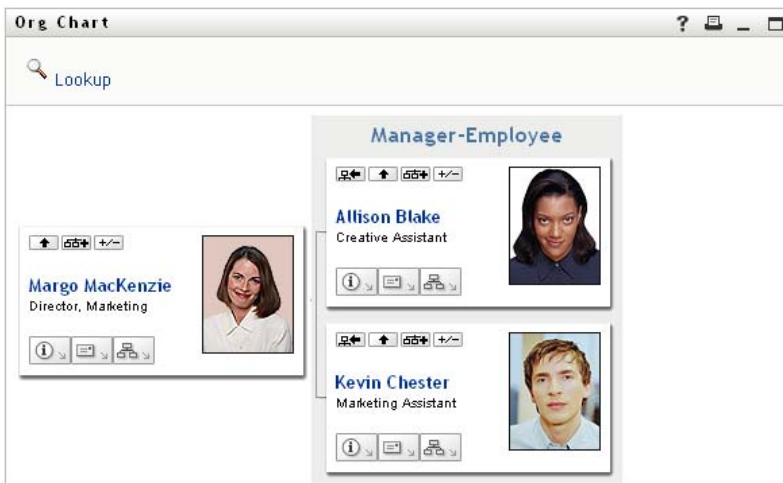 Org Chart
?
Lookup
Manager-Employee
+/-
Allison Blake
Creative Assistant
+/-
Margo MacKenzie
Director, Marketing
+/-
Kevin Chester
Marketing Assistant